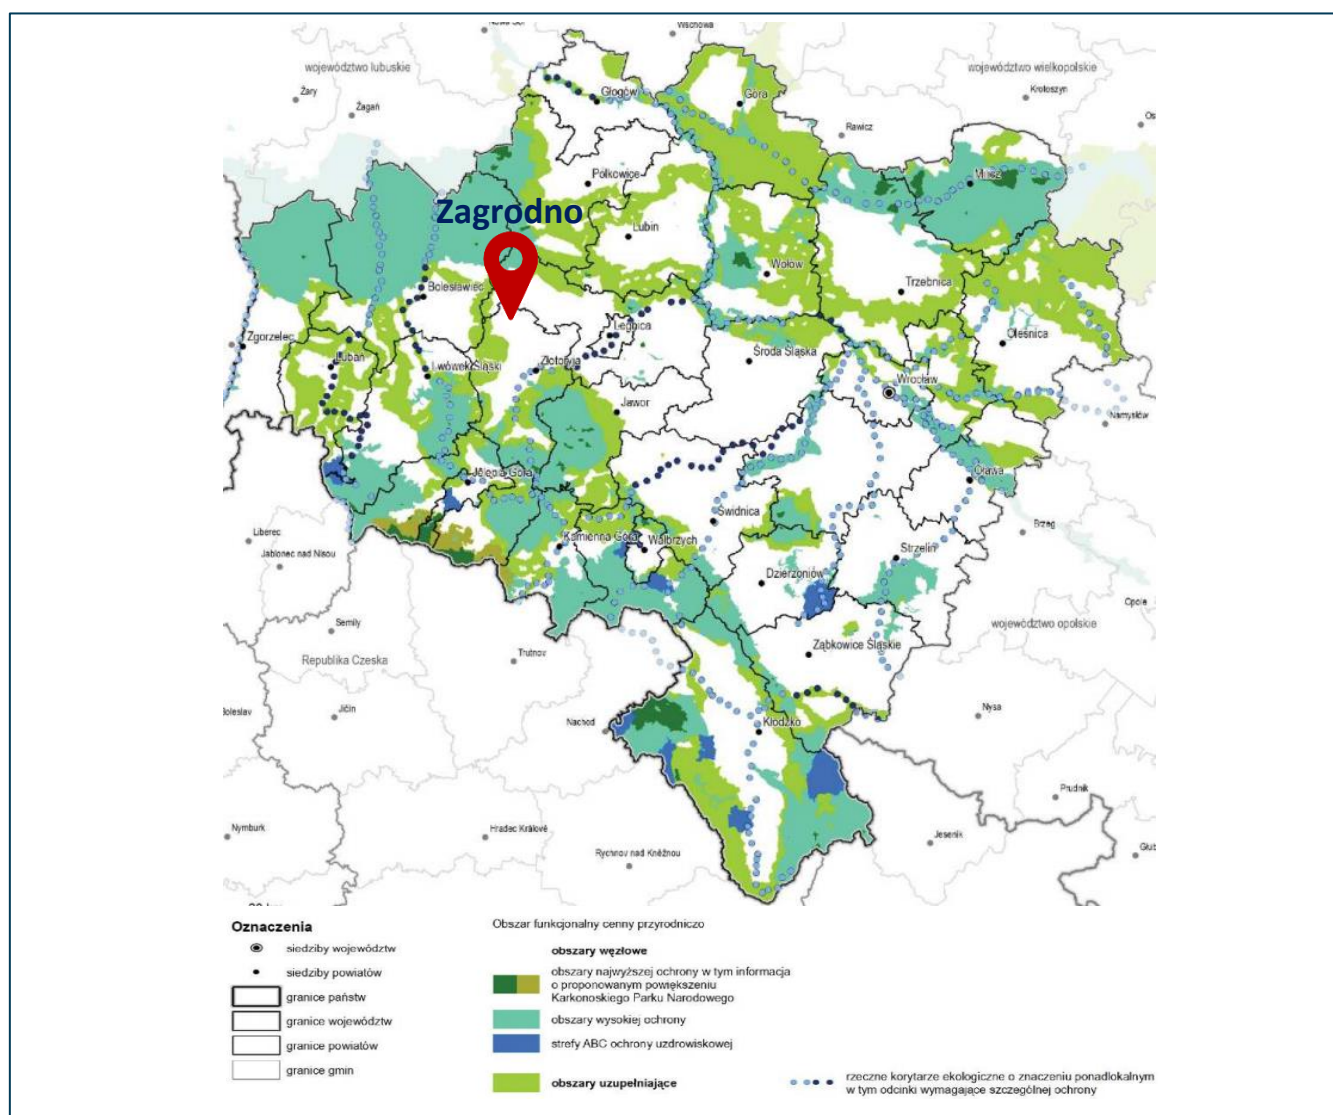 Wschowa
województwo lubuskie
województwo wielkopolskie
Żary
Żagań
Głogów
Góra
Krotoszyn
Rawicz
Milicz
Polkowice
Zagrodno
Lubin
Wołów
Trzebnica
Bolesławiec
Legnica
Oleśnica
Zgorzelec
Lubań
Lwówek Śląski
Złotoryja
Środa Śląska
Wrocław
Jawor
Namysłów
Jelenia Góra
Oława
Świdnica
Brzeg
Liberec
Jablonec nad Nisou
Kamienna Góra
Wałbrzych
Strzelin
Dzierżoniów
Opole
Semily
województwo opolskie
Republika Czeska
Trutnov
Ząbkowice Śląskie
Jičín
Nachod
Kłodzko
Nysa
Prudnik
Nymburk
Hradec Králové
Rychnov nad Kněžnou
Jesenik
Oznaczenia
siedziby województw
siedziby powiatów
granice państw
granice województw
granice powiatów
granice gmin
Obszar funkcjonalny cenny przyrodniczo
obszary węzłowe
obszary najwyższej ochrony w tym informacja
o proponowanym powiększeniu
Karkonoskiego Parku Narodowego
obszary wysokiej ochrony
strefy ABC ochrony uzdrowiskowej
obszary uzupełniające
rzeczne korytarze ekologiczne o znaczeniu ponadlokalnym
w tym odcinki wymagające szczególnej ochrony